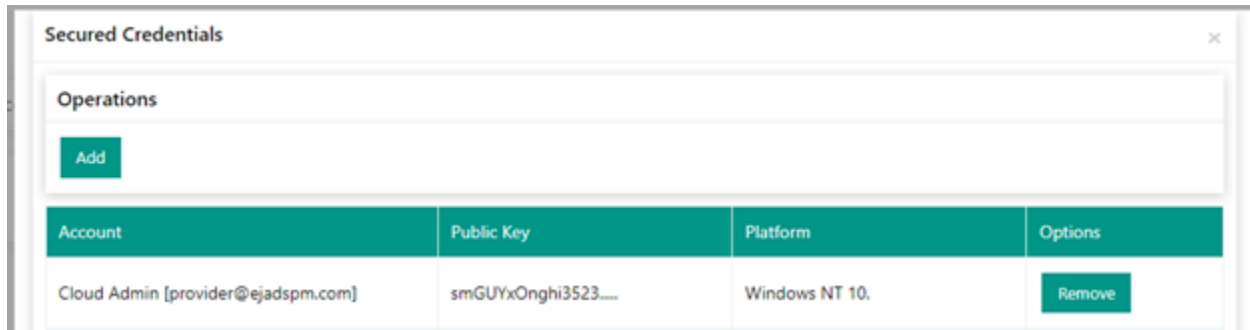 Secured Credentials ×
Operations
Add
Account Public Key Platform Options
Cloud Admin [provider@ejadspm.com] smGUYxOnghi3523..... Windows NT 10. Remove